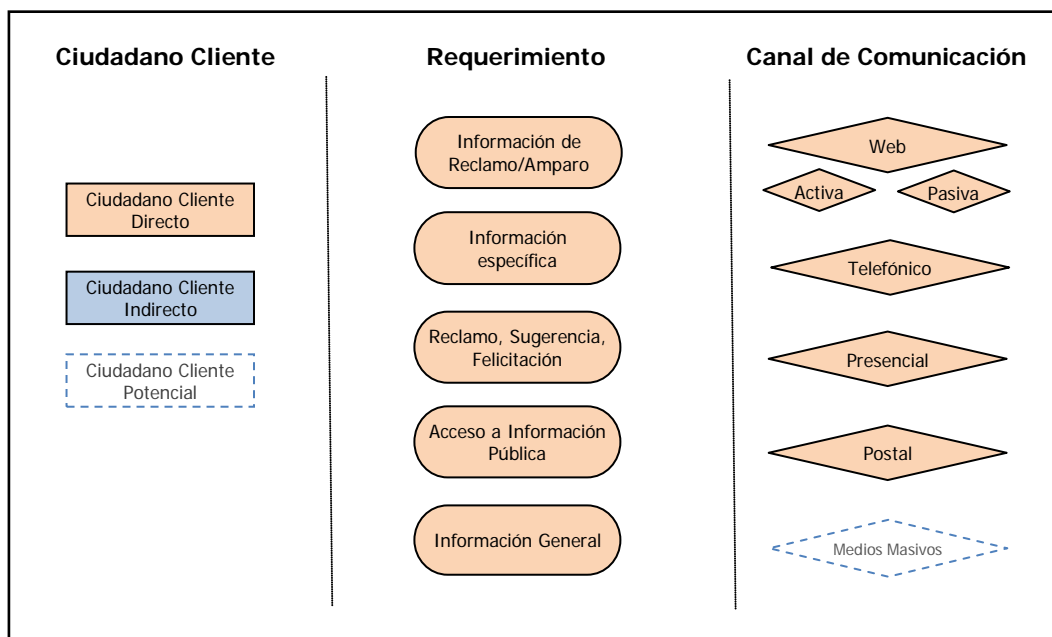 Ciudadano Cliente
Requerimiento
Canal de Comunicación
Ciudadano Cliente
Directo
Ciudadano Cliente
Indirecto
Ciudadano Cliente
Potencial
Información de
Reclamo/Amparo
Información
específica
Reclamo, Sugerencia,
Felicitación
Acceso a Información
Pública
Información General
Web
Activa
Pasiva
Telefónico
Presencial
Postal
Medios Masivos